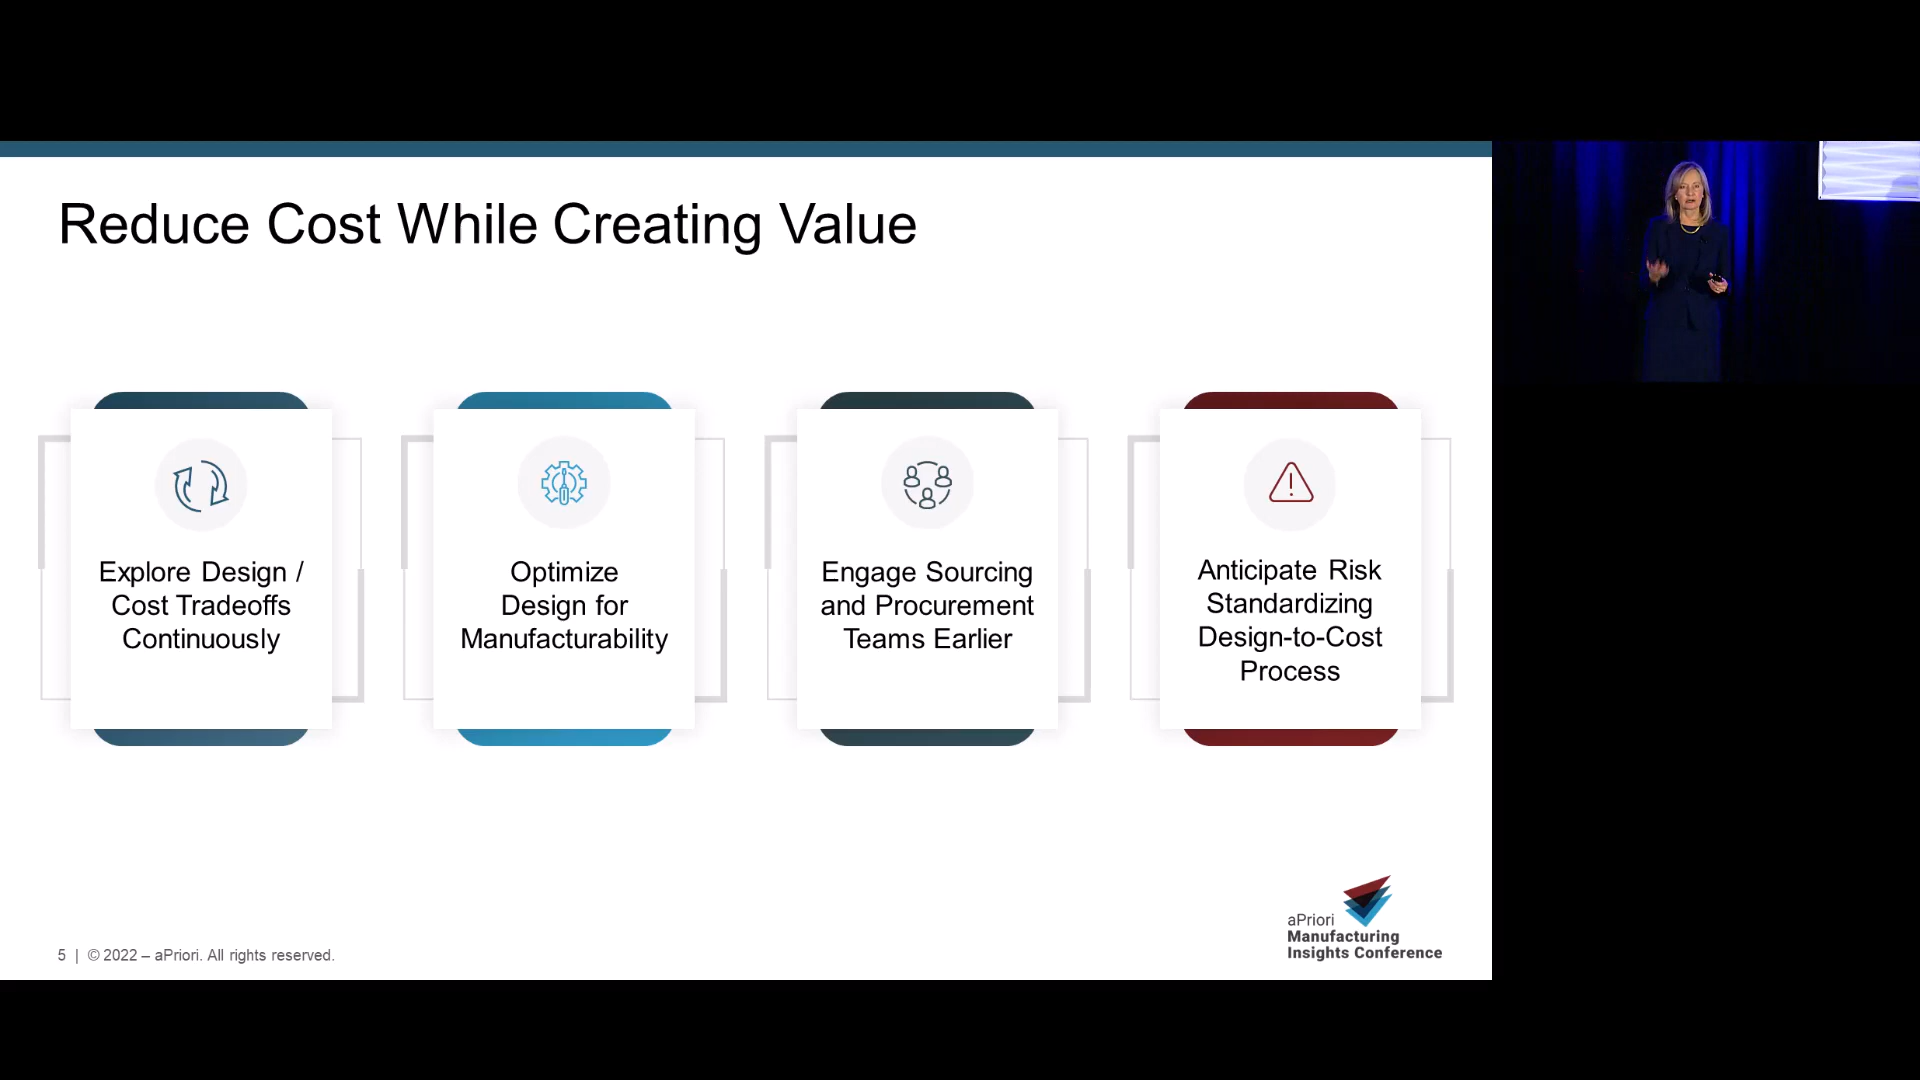 Reduce Cost While Creating Value
Explore Design /
Cost Tradeoffs
Continuously
Optimize
Design for
Manufacturability
Engage Sourcing
and Procurement
Teams Earlier
Anticipate Risk
Standardizing
Design-to-Cost
Process
5 | © 2022 – aPriori. All rights reserved.
aPriori
Manufacturing
Insights Conference